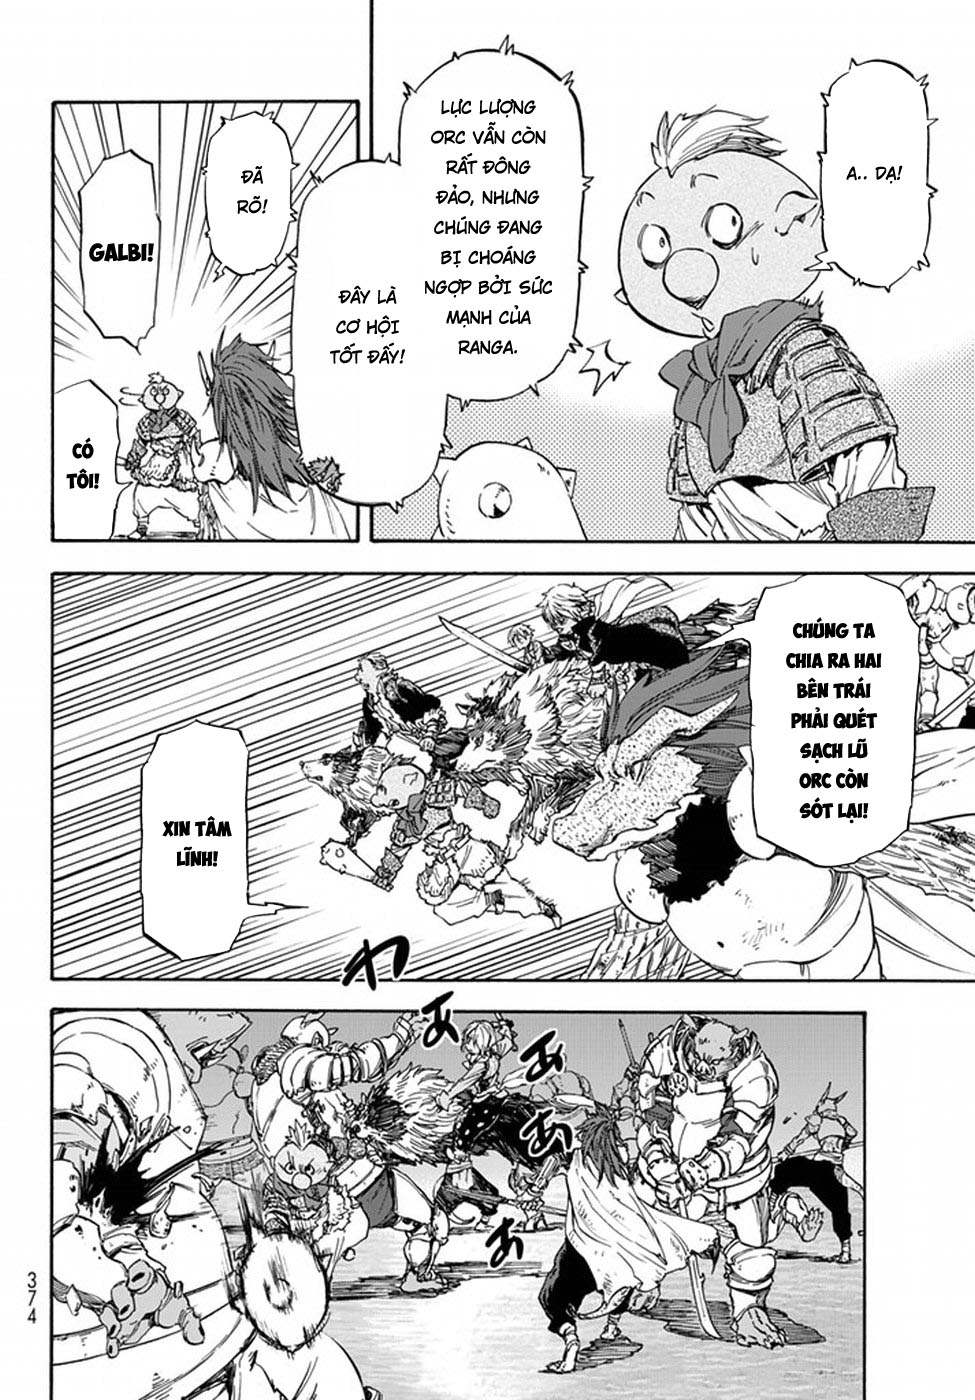 A.. DẠ!
LỰC LƯỢNG
ORC VẪN CÒN
RẤT ĐÔNG
ĐẢO, NHƯNG
CHÚNG ĐANG
BỊ CHOÁNG
NGỢP BỞI SỨC
MẠNH CỦA
RANGA.
ĐÂY LÀ
CƠ HỘI
TỐT ĐẤY!
ĐÃ
RÕ!
GALBI!
CÓ
TÔI!
CHÚNG TA
CHIA RA HAI
BÊN TRÁI
PHẢI QUÉT
SẠCH LŨ
ORC CÒN
SÓT LẠI!
XIN TÂM
LĨNH!
わあああぁ
374